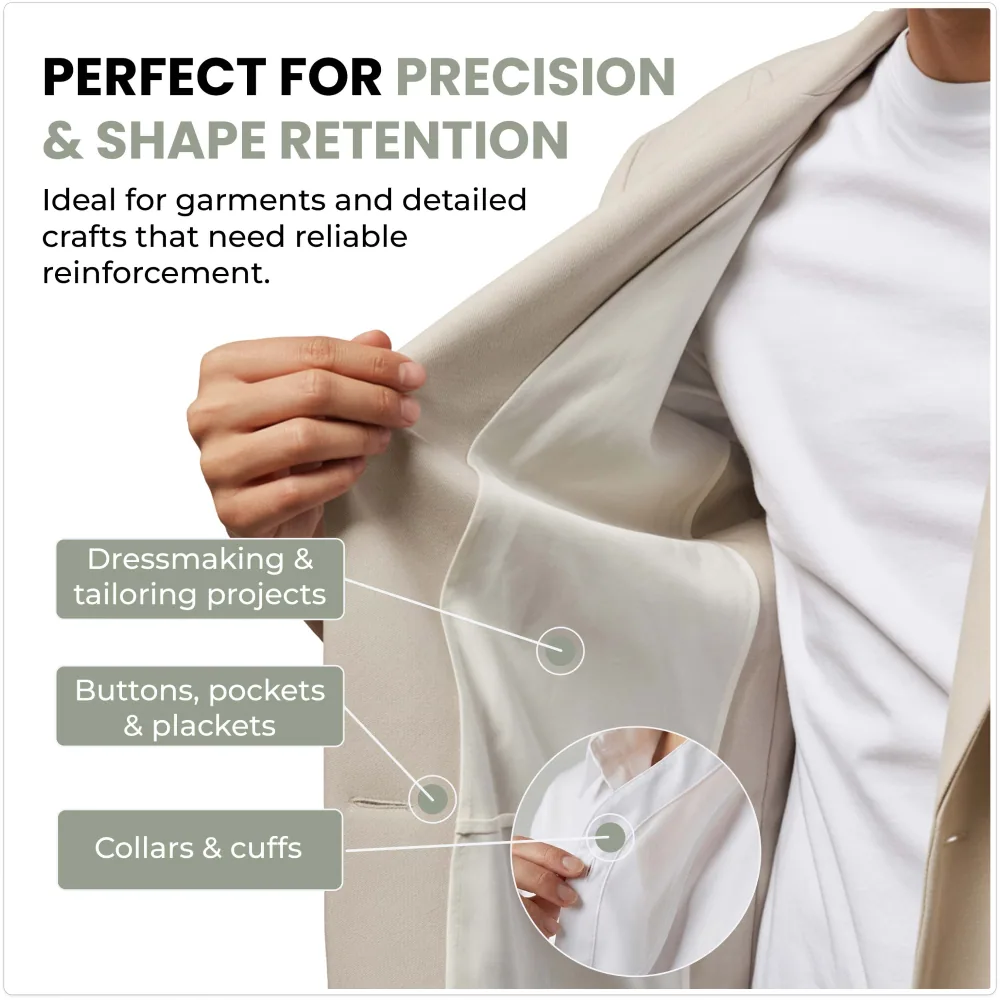 PERFECT FOR PRECISION
& SHAPE RETENTION
Ideal for garments and detailed
crafts that need reliable
reinforcement.
Dressmaking &
tailoring projects
Buttons, pockets
& plackets
Collars & cuffs